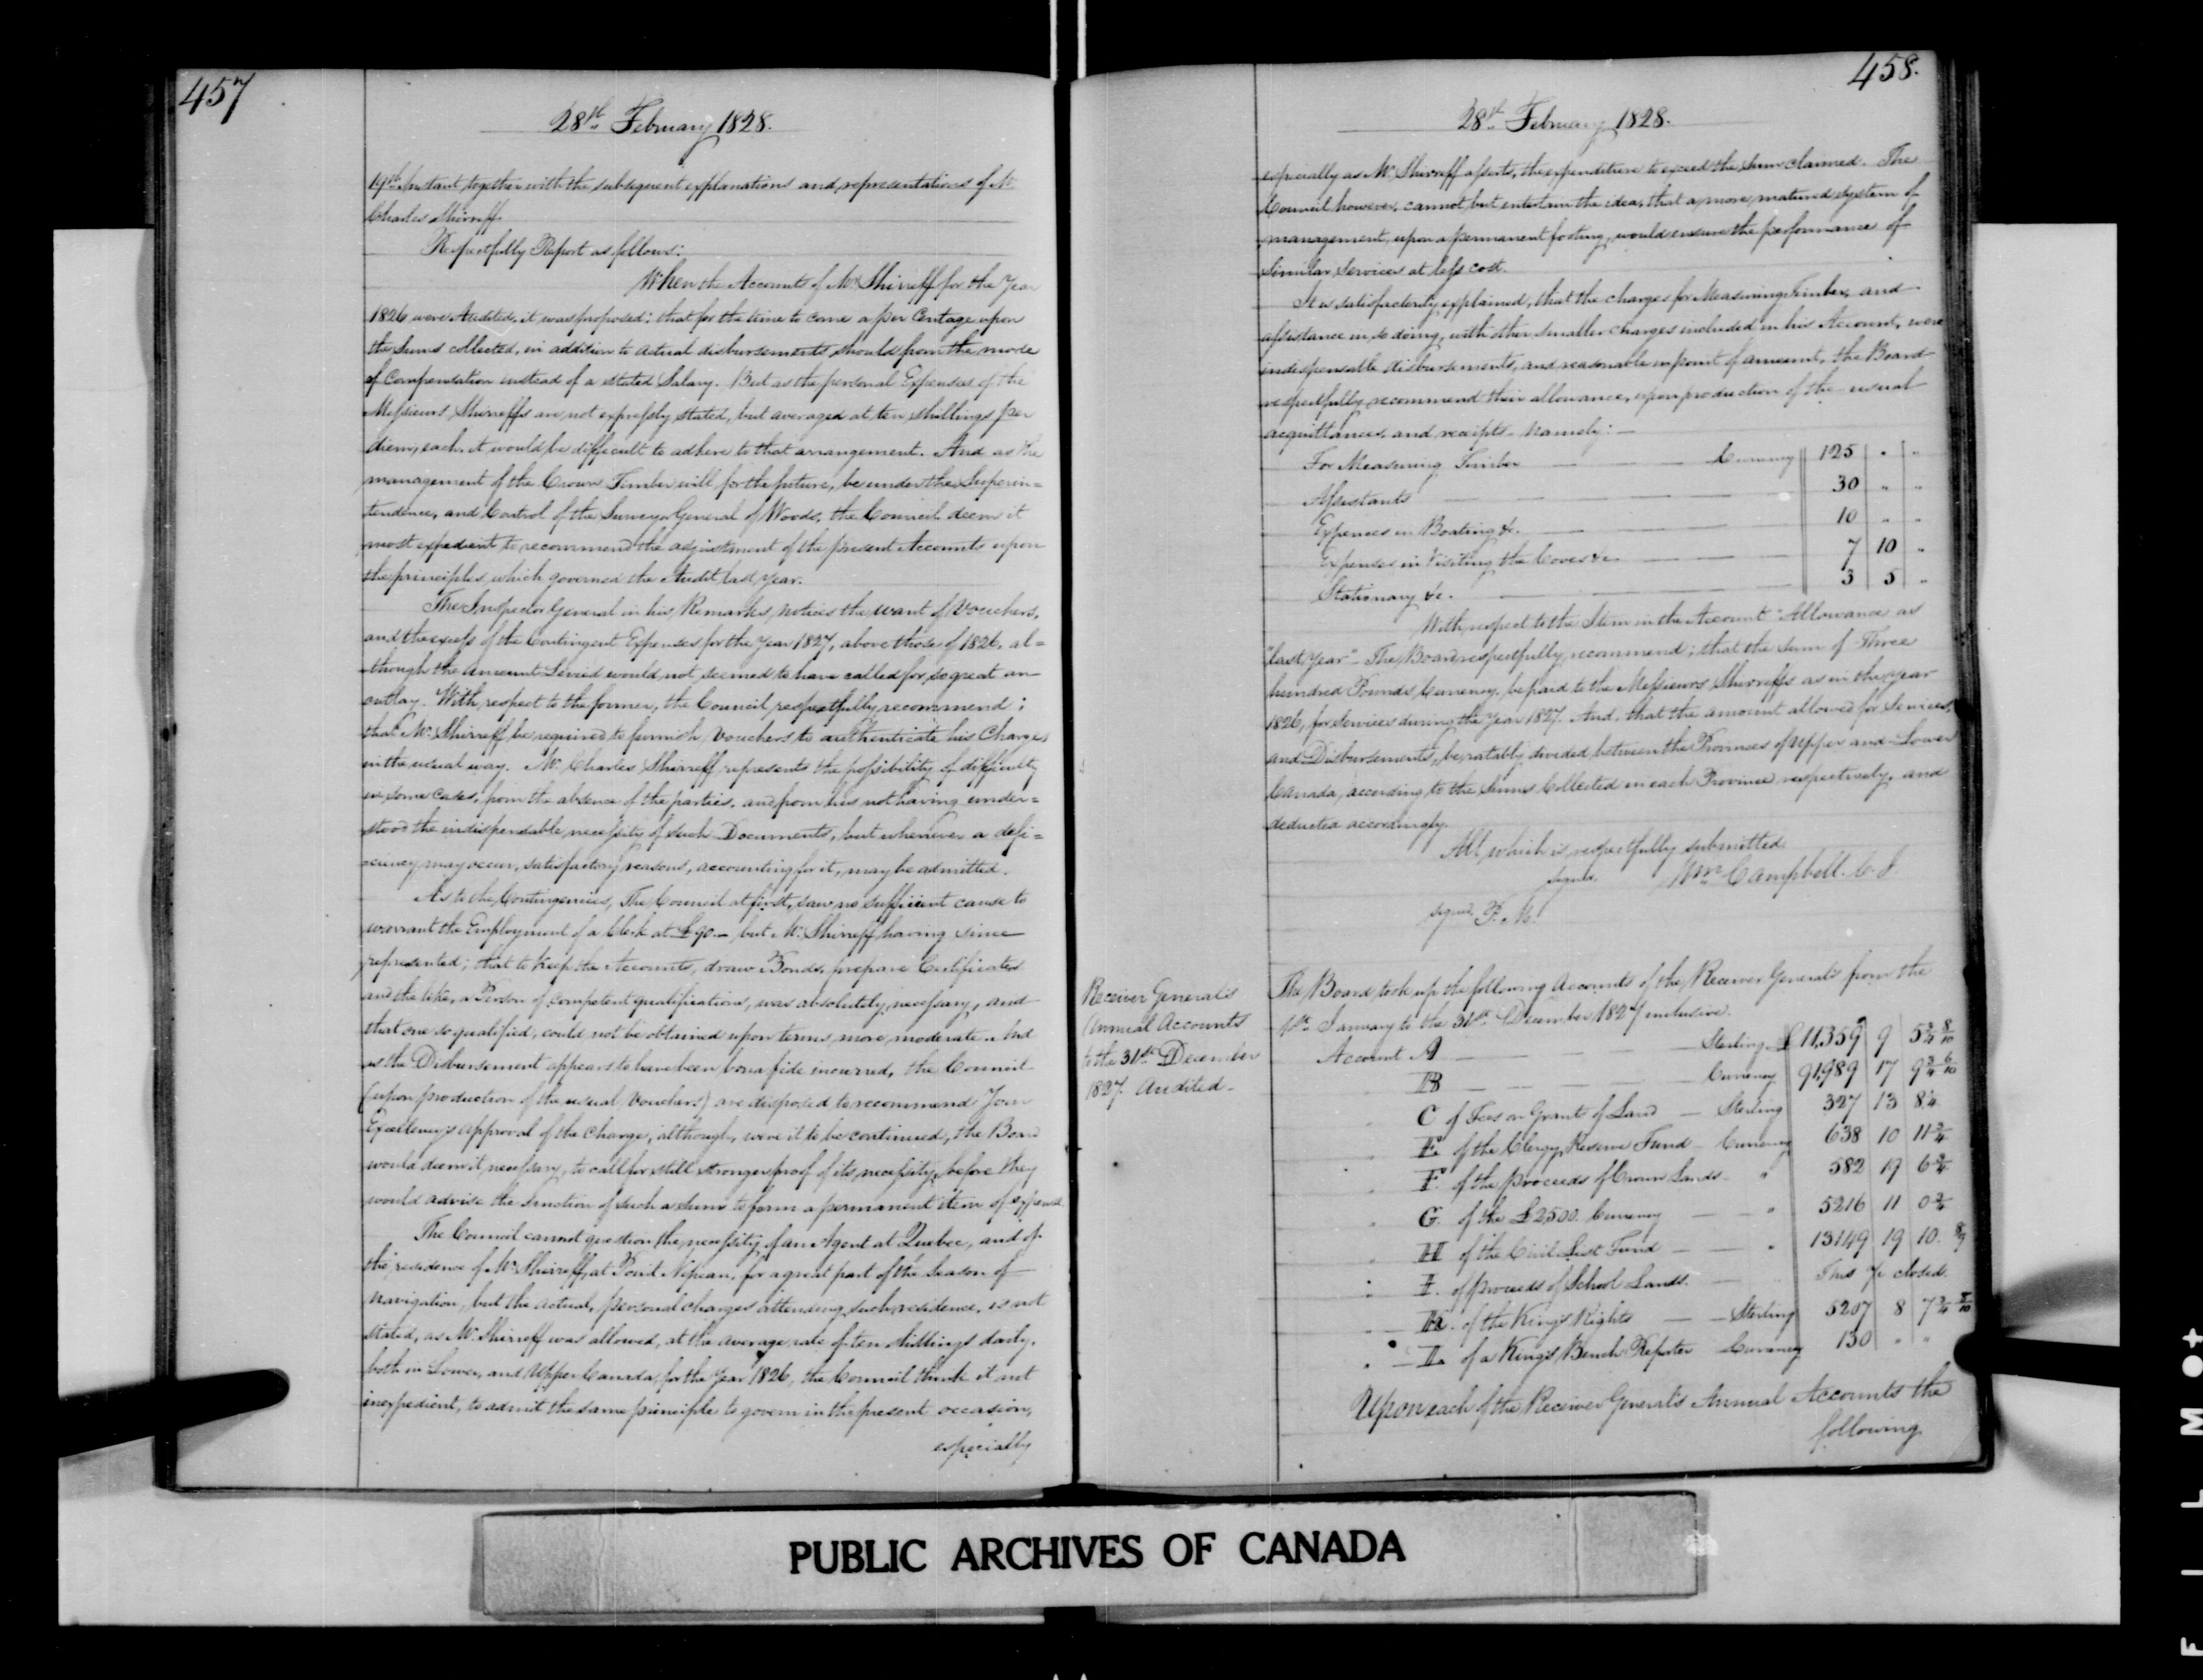 457
28th February 1828.
19th Instant, together with the subsequent explanations and representations of Mr
Charles Shirreff.
Respectfully Report as follows:
When the Accounts of Mr Shirreff for the Year
1826 were Audited, it was proposed; that for the time to come a per Centage upon
the Sums collected, in addition to actual disbursements should form the mode
of Compensation instead of a stated Salary. But as the personal Expenses of the
Messieurs Shirreffs are not expressly stated, but averaged at ten shillings per
diem, each, it would be difficult to adhere to that arrangement. And as the
management of the Crown Timber will for the future, be under the Superin=
tendence, and Control of the Surveyor General of Woods, the Council deem it
most expedient to recommend the adjustment of the present Accounts upon
the principles which governed the Audit last year.
The Inspector General in his Remarks, notices the want of Vouchers,
and the excess of the Contingent Expenses for the Year 1827, above those of 1826, al=
though the Amount Levied would not seemed to have called for, so great an
outlay. With respect to the former, the Council respectfully recommend;
that Mr Shirreff be required to furnish Vouchers to authenticate his Charges
in the usual way. Mr Charles Shirreff represents the possibility of difficulty
in some Cases, from the absence of the parties, and from his not having under=
stood the indispensable necessity of such Documents, but whenever a defi=
ciency may occur, satisfactory reasons, accounting for it, may be admitted.
As to the Contingencies, The Council at first, saw no sufficient cause to
warrant the Employment of a Clerk at £90.– but Mr Shirreff having since
represented; that to keep the Accounts, draw Bonds, prepare Certificates
and the like, a Person of competent qualifications, was absolutely necessary, and
that one so qualified, could not be obtained upon terms more moderate. And
as the Disbursement appears to have been bona fide incurred, the Council
(upon production of the usual Vouchers) are disposed to recommend Your
Excellency's approval of the Charge; although, were it to be continued, the Board
would deem it necessary, to call for still stronger proof of its necessity, before they
would advise the sanction of such a sum to form a permanent item of expense.
The Council cannot question the necessity of an Agent at Quebec, and of
the residence of Mr Shirreff, at Point Nepean, for a great part of the Season of
Navigation, but the actual, personal charges attending such residence, is not
stated, as Mr Shirreff was allowed, at the average rate of ten shillings daily,
both in Lower, and Upper Canada, for the Year 1826, the Council think it not
inexpedient, to admit the same principle to govern in the present occasion,
especially
458.
28th February 1828.
especially as Mr Shirreff asserts, the expenditure to exceed the Sum claimed. The
Council however, cannot but entertain the idea, that a more matured system of
management, upon a permanent footing, would ensure the performance of
similar Services at less cost.
It is satisfactorily explained, that the charges for Measuring Timber, and
assistance in so doing, with other smaller charges included in his Account, were
indispensable disbursements, and reasonable in point of amount, the Board
respectfully recommend their allowance, upon production of the usual
acquittances, and receipts namely: –
For Measuring Timber — Currency 125 " "
Assistants — 30 " "
Expences in Boating &c. — 10 " "
Expenses in Visiting the Coves &c — 7 10 "
Stationary &c. — 3 5 "
With respect to the Item in the Account "Allowance as
"last Year" – The Board respectfully recommend; that the Sum of Three
hundred Pounds Currency, be paid to the Messieurs Shirreffs as in the year
1826, for Services during the Year 1827. And, that the amount allowed for Services,
and Disbursements, be ratably divided between the Provinces of Upper and Lower
Canada, according to the Sums Collected in each Province respectively, and
deducted accordingly.
All which is respectfully submitted.
signed Wm Campbell. C. J.
signed, P. M.
Receiver General's
Annual Accounts
to the 31st December
1827. Audited –
The Board took up the following Accounts of the Receiver General's from the
1st January to the 31st December 1827 inclusive.
Account A — Sterling £ 11,359 9 5¾ 8/10
B — Currency 91,989 17 9¾ 6/10
C of Fees on Grants of Land — Sterling 327 13 8¼
E. of the Clergy Reserve Fund – Currency 638 10 11¾
F. of the proceeds of Crown Lands – " 582 19 6 2/4
G. of the £2,500. Currency — " 5216 11 0 2/4
H of the Civil List Fund — " 13149 19 10. 8/9
I. of proceeds of School Lands. — This a/c closed.
K. of the King's Rights — Sterling 5207 8 7¾ 8/10
L. of a King's Bench Reporter Currency 130 " "
Upon each of the Receiver General's Annual Accounts the
following
PUBLIC ARCHIVES OF CANADA